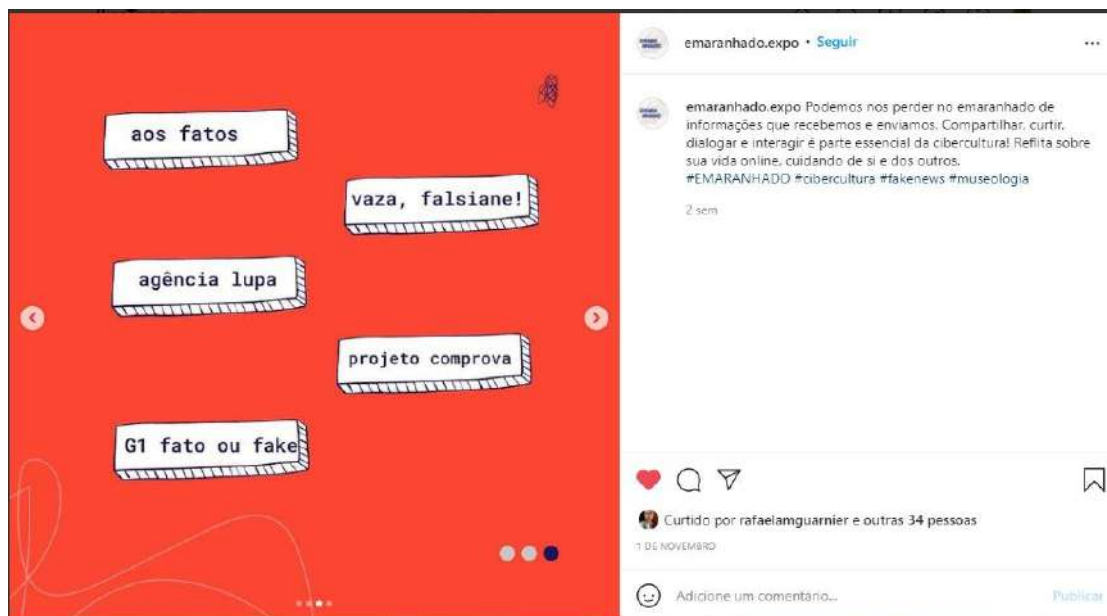 aos fatos
vaza, falsiane!
agência lupa
projeto comprova
G1 fato ou fake
emaranhado.expo • Seguir
emaranhado.expo Podemos nos perder no emaranhado de
informações que recebemos e enviamos. Compartilhar, curtir,
dialogar e interagir é parte essencial da cibercultura! Reflita sobre
sua vida online, cuidando de si e dos outros.
#EMARANHADO #cibercultura #fakenews #museologia
2 sem
Curtido por rafaelamguarnier e outras 34 pessoas
1 DE NOVEMBRO
Adicione um comentário...
Publicar